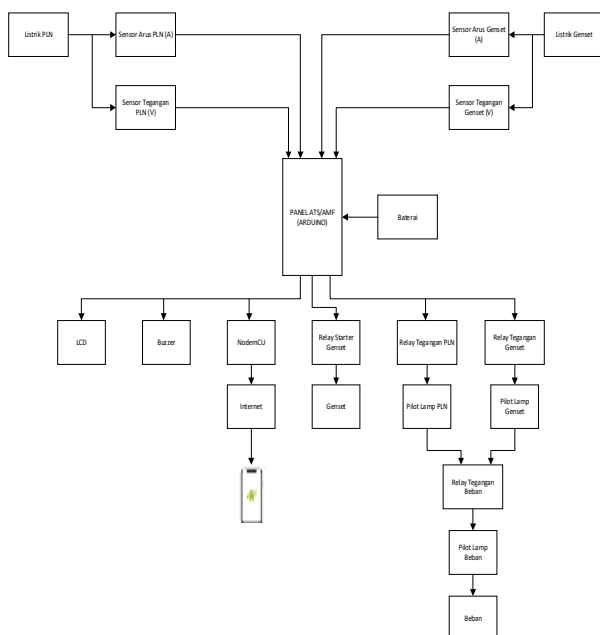 Listrik PLN
Sensor Arus PLN (A)
Sensor Arus Genset (A)
Listrik Genset
Sensor Tegangan PLN (V)
Sensor Tegangan Genset (V)
PANEL ATS/AMF (ARDUINO)
Baterai
LCD
Buzzer
NodemCU
Relay Starter Genset
Relay Tegangan PLN
Relay Tegangan Genset
Internet
Genset
Pilot Lamp PLN
Pilot Lamp Genset
Relay Tegangan Beban
Pilot Lamp Beban
Beban